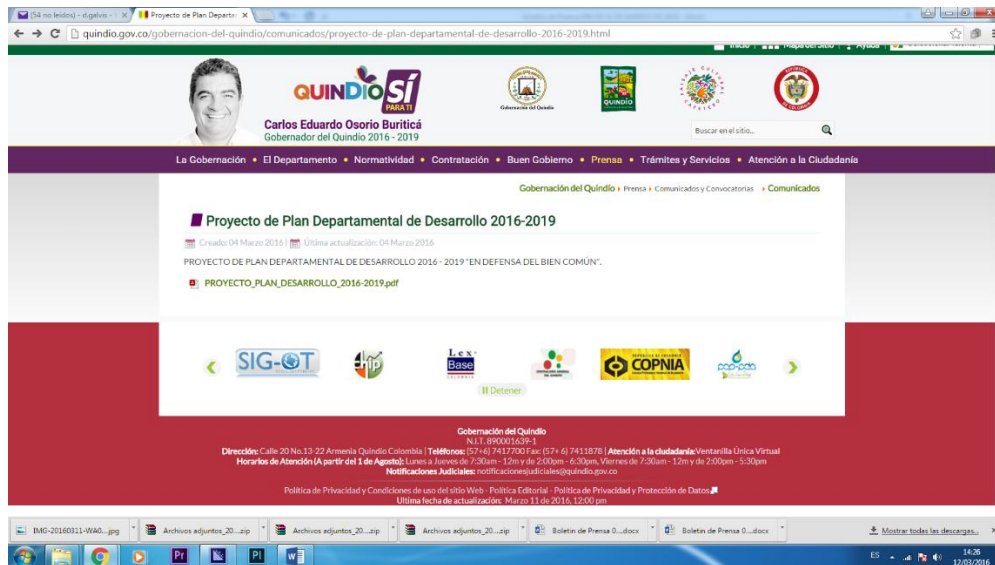 (54 no leídos) - d.galvis -
Proyecto de Plan Departar
quindio.gov.co/gobernacion-del-quindio/comunicados/proyecto-de-plan-departamental-de-desarrollo-2016-2019.html
Inicio Mapa del Sitio Ayuda
QUINDÍO SÍ
PARA TI
Carlos Eduardo Osorio Buriticá
Gobernador del Quindío 2016 - 2019
Gobernación del Quindío
QUINDÍO
Buscar en el sitio...
La Gobernación • El Departamento • Normatividad • Contratación • Buen Gobierno • Prensa • Trámites y Servicios • Atención a la Ciudadanía
Gobernación del Quindío Prensa Comunicados y Convocatorias Comunicados
Proyecto de Plan Departamental de Desarrollo 2016-2019
Creado: 04 Marzo 2016 | Última actualización: 04 Marzo 2016
PROYECTO DE PLAN DEPARTAMENTAL DE DESARROLLO 2016 - 2019 "EN DEFENSA DEL BIEN COMÚN".
PROYECTO_PLAN_DESARROLLO_2016-2019.pdf
SIG-OT
Lex
Base
COLOMBIA
COPNIA
Detener
Gobernación del Quindío
N.I.T. 890001639-1
Dirección: Calle 20 No.13-22 Armenia Quindío Colombia | Teléfonos: (57+6) 7417700 Fax: (57+ 6) 7411878 | Atención a la ciudadanía: Ventanilla Única Virtual
Horarios de Atención (A partir del 1 de Agosto): Lunes a Jueves de 7:30am - 12m y de 2:00pm - 6:30pm, Viernes de 7:30am - 12m y de 2:00pm - 5:30pm
Notificaciones Judiciales: notificacionesjudiciales@quindio.gov.co
Política de Privacidad y Condiciones de uso del sitio Web - Política Editorial - Política de Privacidad y Protección de Datos
Ultima fecha de actualización: Marzo 11 de 2016, 12:00 pm
IMG-20160311-WA0....jpg Archivos adjuntos_20....zip Archivos adjuntos_20....zip Archivos adjuntos_20....zip Boletin de Prensa 0....docx Boletin de Prensa 0....docx Mostrar todas las descargas...
Pr Pl W ES 14:26
12/03/2016